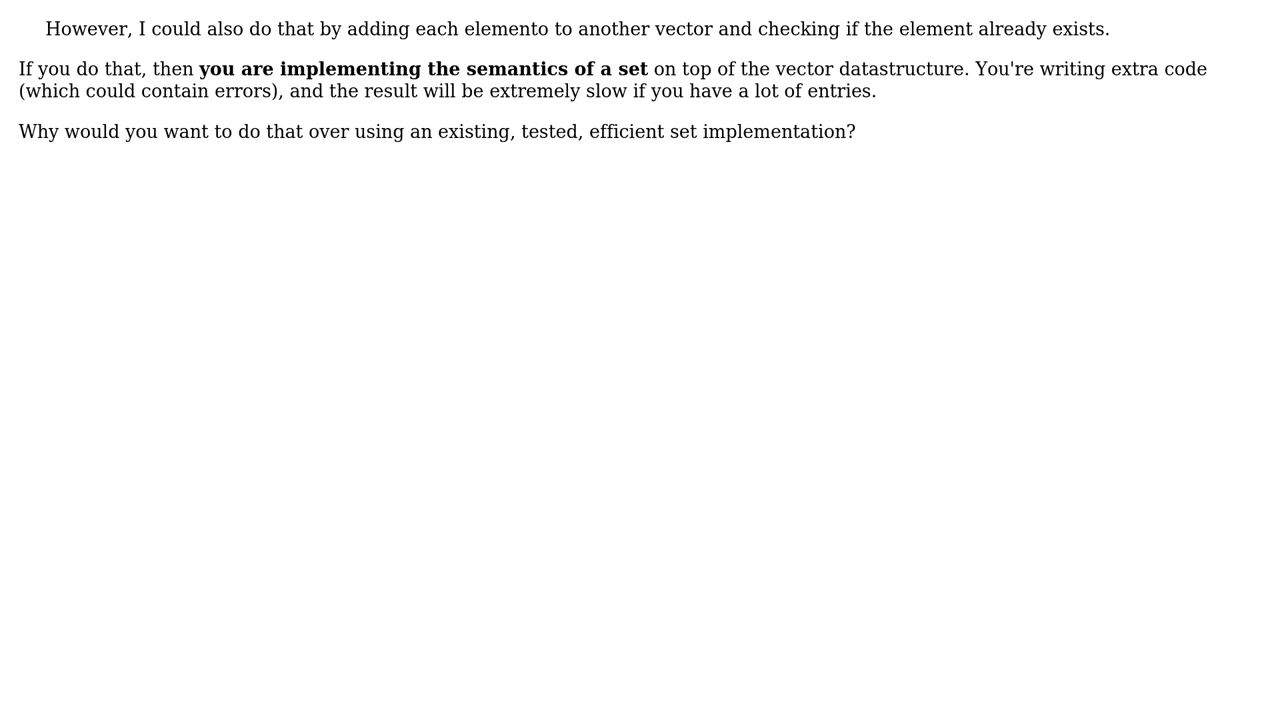 However, I could also do that by adding each elemento to another vector and checking if the element already exists.
If you do that, then you are implementing the semantics of a set on top of the vector datastructure. You're writing extra code
(which could contain errors), and the result will be extremely slow if you have a lot of entries.
Why would you want to do that over using an existing, tested, efficient set implementation?